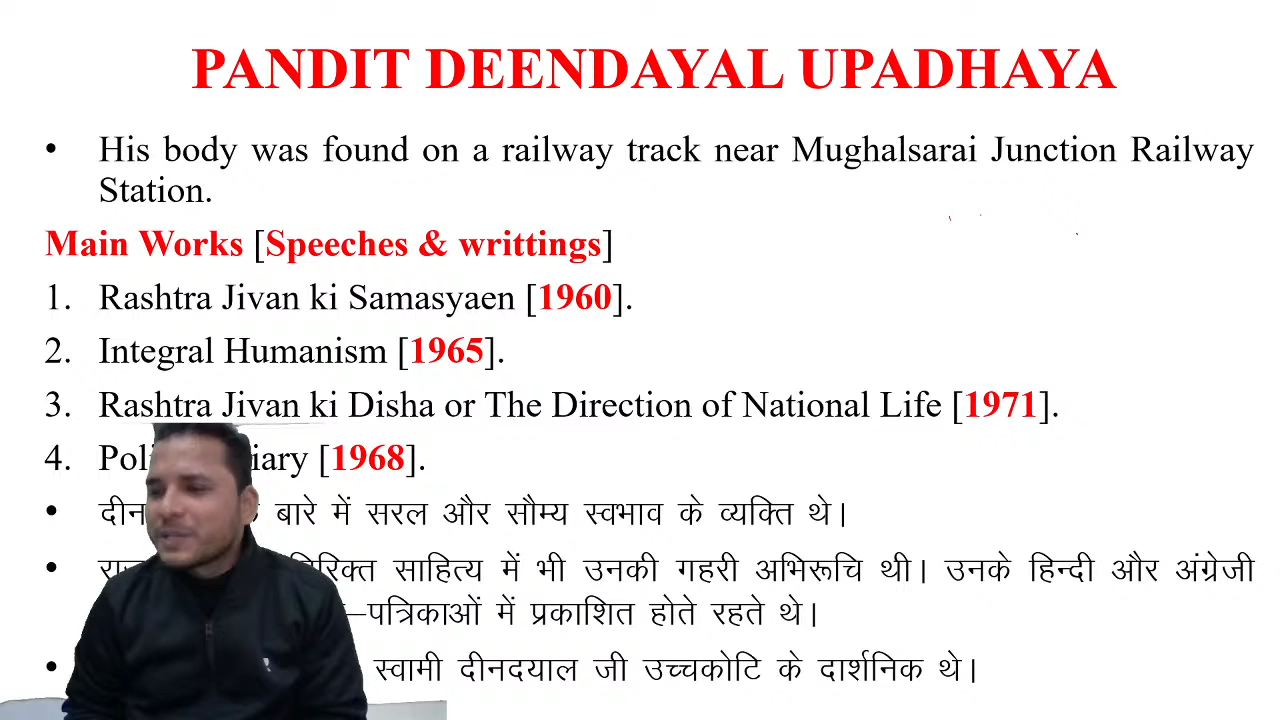 PANDIT DEENDAYAL UPADHAYA
• His body was found on a railway track near Mughalsarai Junction Railway
Station.
Main Works [Speeches & writtings]
1. Rashtra Jivan ki Samasyaen [1960].
2. Integral Humanism [1965].
3. Rashtra Jivan ki Disha or The Direction of National Life [1971].
4. [1968].
• बारे में सरल और सौम्य स्वभाव के व्यक्ति थे।
• साहित्य में भी उनकी गहरी अभिरूचि थी। उनके हिन्दी और अंग्रेजी
–पत्रिकाओं में प्रकाशित होते रहते थे।
• स्वामी दीनदयाल जी उच्चकोटि के दार्शनिक थे।